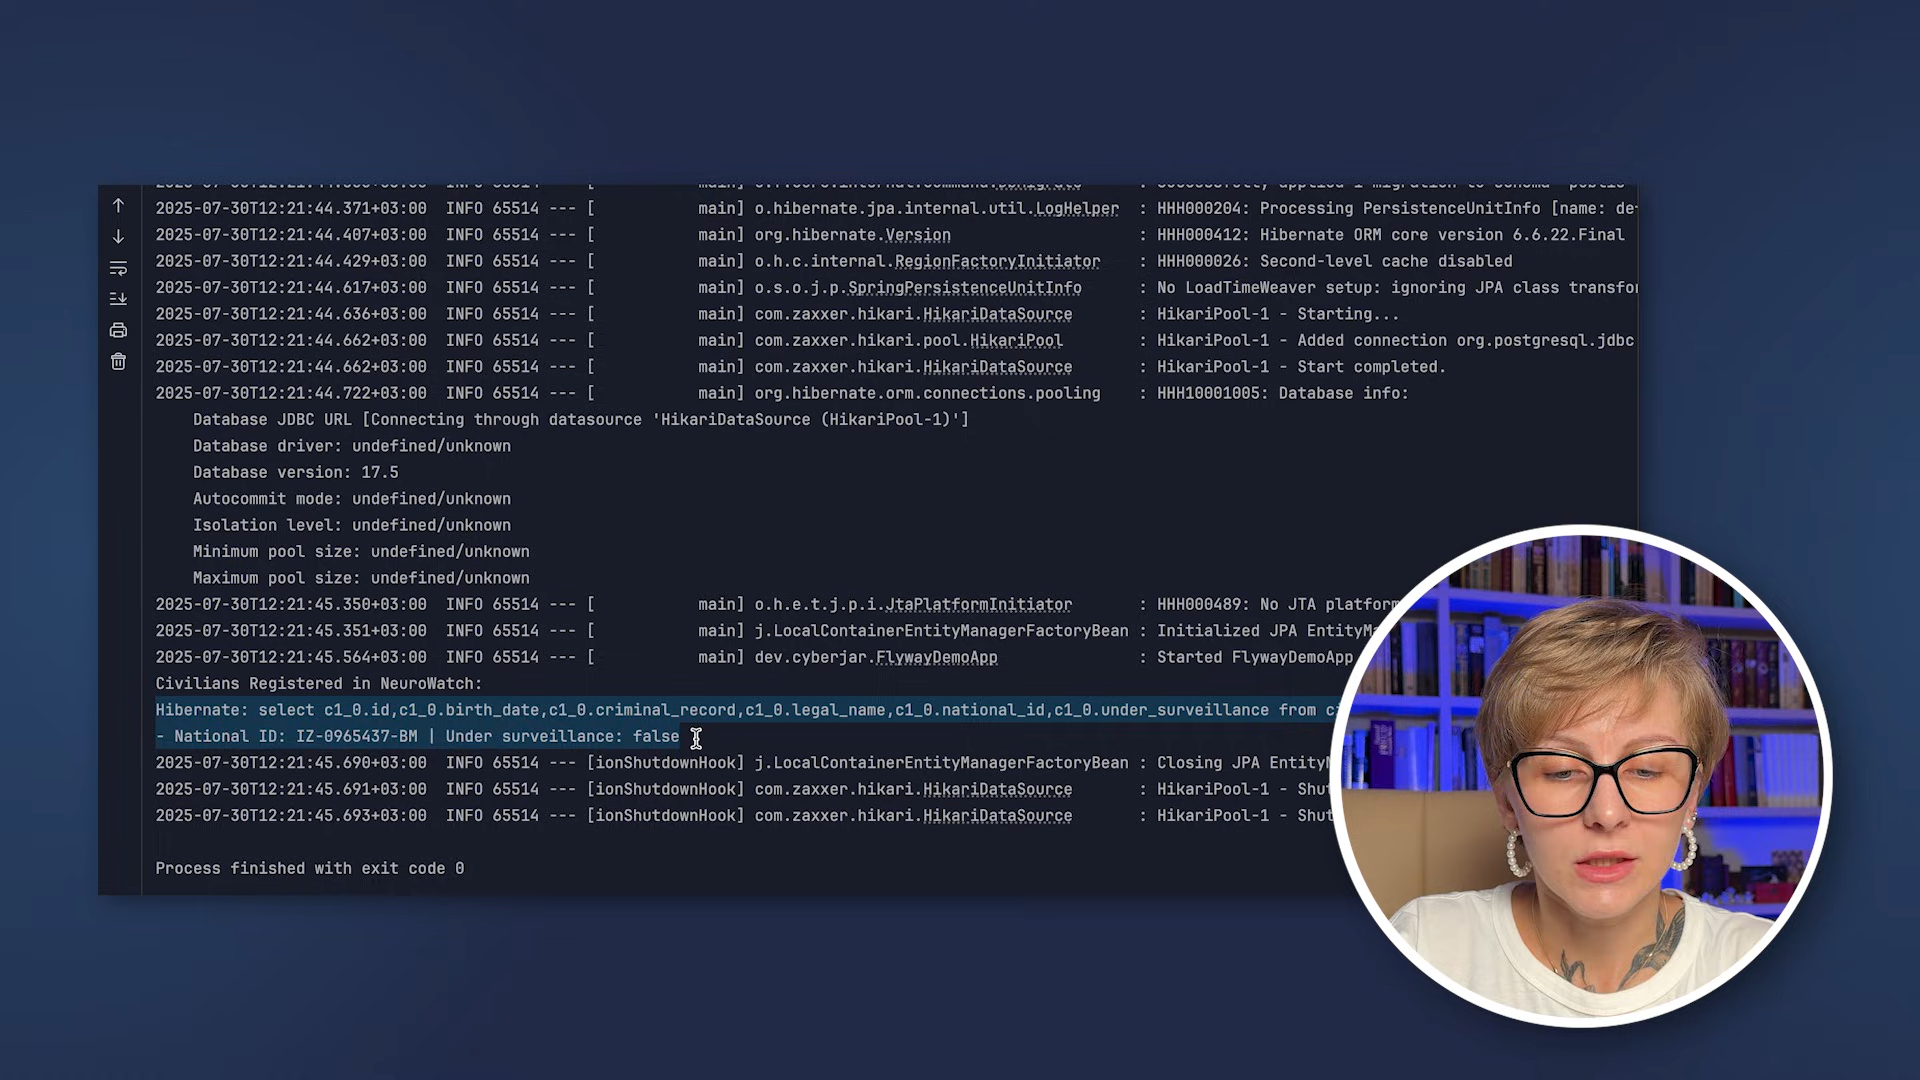 2025-07-30T12:21:44.371+03:00  INFO 65514 --- [           main] o.hibernate.jpa.internal.util.LogHelper  : HHH000204: Processing PersistenceUnitInfo [name: de
2025-07-30T12:21:44.407+03:00  INFO 65514 --- [           main] org.hibernate.Version                    : HHH000412: Hibernate ORM core version 6.6.22.Final
2025-07-30T12:21:44.429+03:00  INFO 65514 --- [           main] o.h.c.internal.RegionFactoryInitiator    : HHH000026: Second-level cache disabled
2025-07-30T12:21:44.617+03:00  INFO 65514 --- [           main] o.s.o.j.p.SpringPersistenceUnitInfo      : No LoadTimeWeaver setup: ignoring JPA class transfor
2025-07-30T12:21:44.636+03:00  INFO 65514 --- [           main] com.zaxxer.hikari.HikariDataSource       : HikariPool-1 - Starting...
2025-07-30T12:21:44.662+03:00  INFO 65514 --- [           main] com.zaxxer.hikari.pool.HikariPool        : HikariPool-1 - Added connection org.postgresql.jdbc
2025-07-30T12:21:44.662+03:00  INFO 65514 --- [           main] com.zaxxer.hikari.HikariDataSource       : HikariPool-1 - Start completed.
2025-07-30T12:21:44.722+03:00  INFO 65514 --- [           main] org.hibernate.orm.connections.pooling    : HHH10001005: Database info:
Database JDBC URL [Connecting through datasource 'HikariDataSource (HikariPool-1)']
Database driver: undefined/unknown
Database version: 17.5
Autocommit mode: undefined/unknown
Isolation level: undefined/unknown
Minimum pool size: undefined/unknown
Maximum pool size: undefined/unknown
2025-07-30T12:21:45.350+03:00  INFO 65514 --- [           main] o.h.e.t.j.p.i.JtaPlatformInitiator       : HHH000489: No JTA platform
2025-07-30T12:21:45.351+03:00  INFO 65514 --- [           main] j.LocalContainerEntityManagerFactoryBean : Initialized JPA EntityMa
2025-07-30T12:21:45.564+03:00  INFO 65514 --- [           main] dev.cyberjar.FlywayDemoApp               : Started FlywayDemoApp
Civilians Registered in NeuroWatch:
Hibernate: select c1_0.id,c1_0.birth_date,c1_0.criminal_record,c1_0.legal_name,c1_0.national_id,c1_0.under_surveillance from ci
- National ID: IZ-0965437-BM | Under surveillance: false
2025-07-30T12:21:45.690+03:00  INFO 65514 --- [ionShutdownHook] j.LocalContainerEntityManagerFactoryBean : Closing JPA EntityM
2025-07-30T12:21:45.691+03:00  INFO 65514 --- [ionShutdownHook] com.zaxxer.hikari.HikariDataSource       : HikariPool-1 - Shut
2025-07-30T12:21:45.693+03:00  INFO 65514 --- [ionShutdownHook] com.zaxxer.hikari.HikariDataSource       : HikariPool-1 - Shut
Process finished with exit code 0